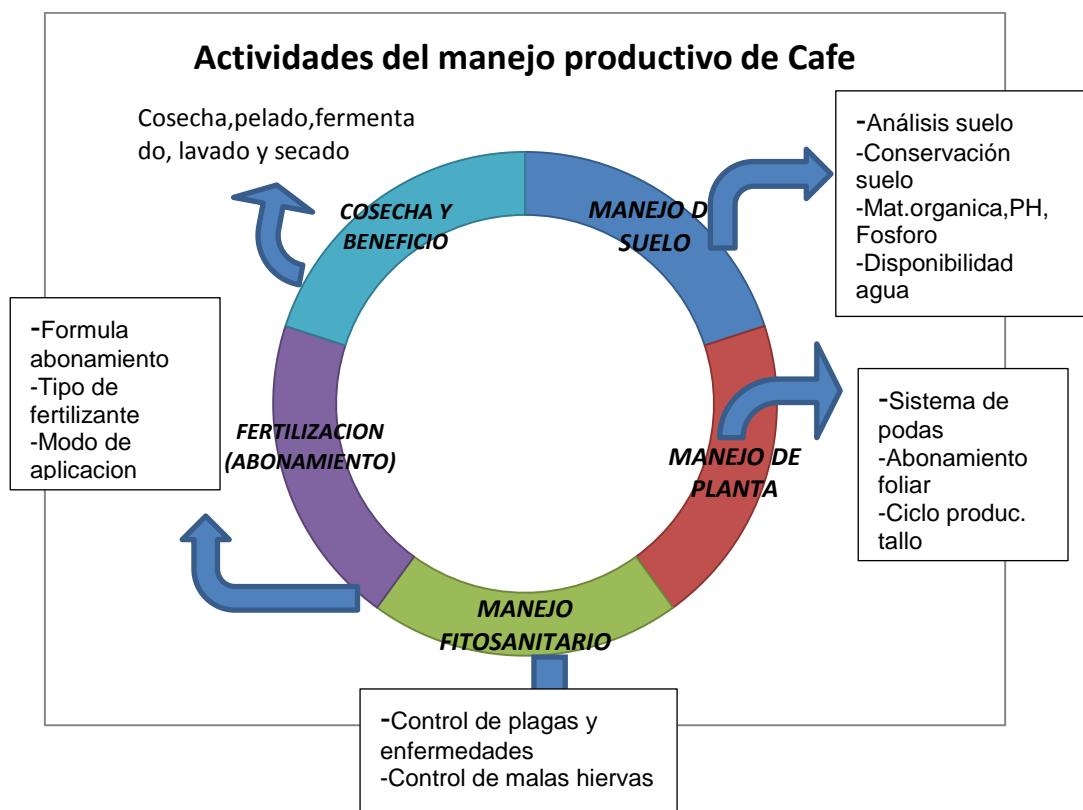 Actividades del manejo productivo de Cafe
Cosecha,pelado,fermenta
do, lavado y secado
-Análisis suelo
-Conservación
suelo
-Mat.organica,PH,
Fosforo
-Disponibilidad
agua
COSECHA Y
BENEFICIO
MANEJO D
SUELO
-Formula
abonamiento
-Tipo de
fertilizante
-Modo de
aplicacion
FERTILIZACION
(ABONAMIENTO)
MANEJO DE
PLANTA
-Sistema de
podas
-Abonamiento
foliar
-Ciclo produc.
tallo
MANEJO
FITOSANITARIO
-Control de plagas y
enfermedades
-Control de malas hiervas